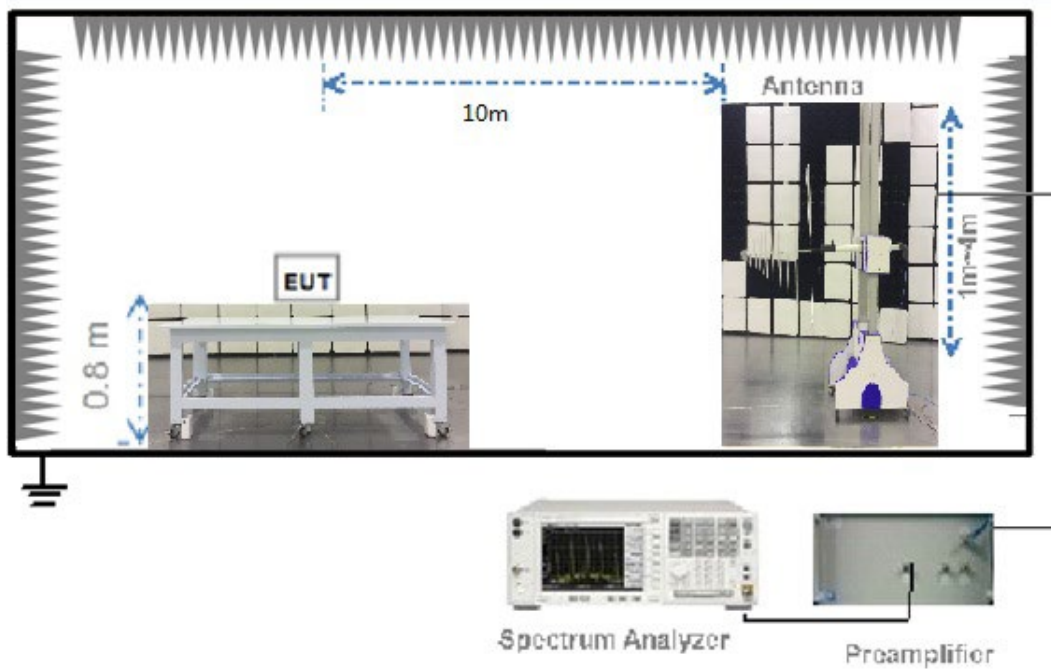 Antenna
10m
1m~4m
EUT
0.8 m
Spectrum Analyzer
Preamplifier